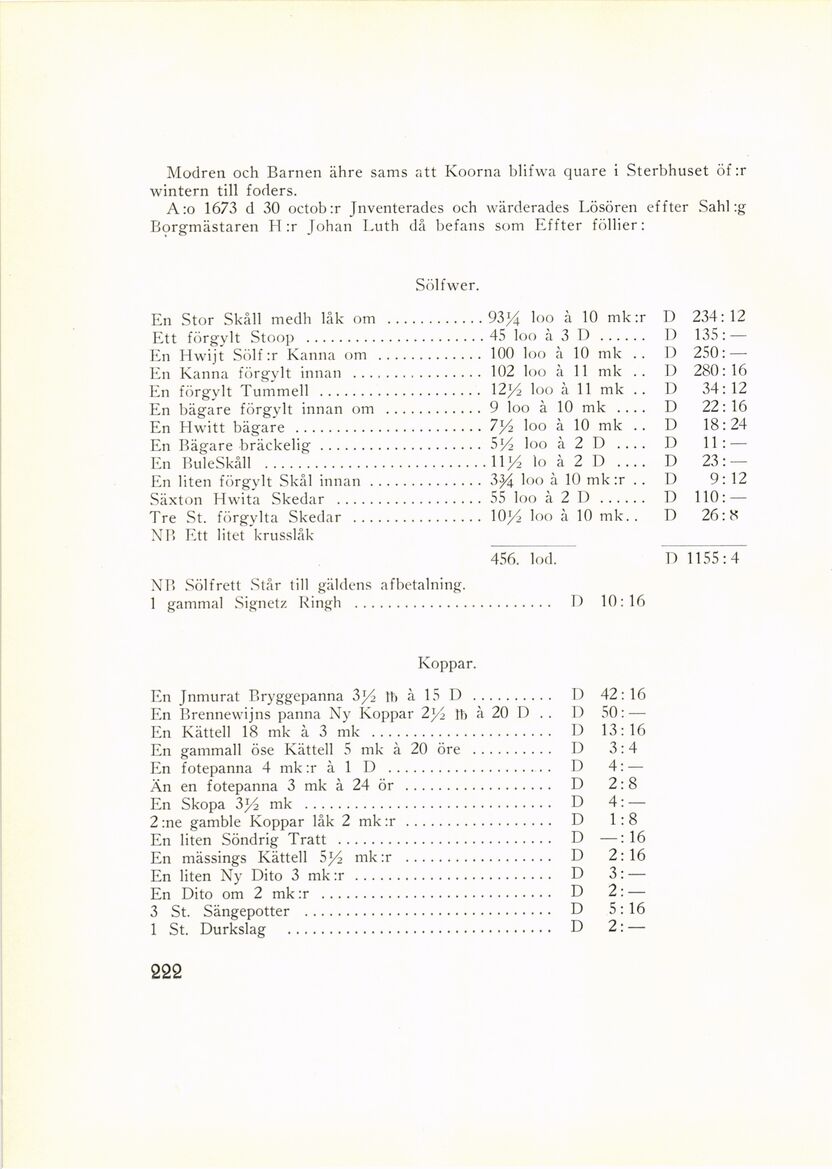 Modren och Barnen ähre sams att Koorna blifwa quare i Sterbhuset öf:r
wintern till foders.
A:o 1673 d 30 octob:r Jnventerades och wärderades Lösören effter Sahl:g
Borgmästaren H:r Johan Luth då befans som Effter föllier:
Sölfwer.
En Stor Skåll medh låk om ............ 93¼ loo à 10 mk:r D 234:12
Ett förgylt Stoop ..................... 45 loo à 3 D ...... D 135:—
En Hwijt Sölf:r Kanna om ............. 100 loo à 10 mk .. D 250:—
En Kanna förgylt innan ................ 102 loo à 11 mk .. D 280:16
En förgylt Tummell .................... 12½ loo à 11 mk .. D 34:12
En bägare förgylt innan om ............ 9 loo à 10 mk .... D 22:16
En Hwitt bägare ....................... 7½ loo à 10 mk .. D 18:24
En Bägare bräckelig .................... 5½ loo à 2 D .... D 11:—
En BuleSkåll ........................... 11½ lo à 2 D .... D 23:—
En liten förgylt Skål innan .............. 3¾ loo à 10 mk:r .. D 9:12
Säxton Hwita Skedar .................. 55 loo à 2 D ...... D 110:—
Tre St. förgylta Skedar ................ 10½ loo à 10 mk.. D 26:8
NB Ett litet krusslåk
456. lod. D 1155:4
NB Sölfrett Står till gäldens afbetalning.
1 gammal Signetz Ringh ........................ D 10:16
Koppar.
En Jnmurat Bryggepanna 3½ ℔ à 15 D .......... D 42:16
En Brennewijns panna Ny Koppar 2½ ℔ à 20 D .. D 50:—
En Kättell 18 mk à 3 mk ...................... D 13:16
En gammall öse Kättell 5 mk à 20 öre .......... D 3:4
En fotepanna 4 mk:r à 1 D .................... D 4:—
Än en fotepanna 3 mk à 24 ör .................. D 2:8
En Skopa 3½ mk .............................. D 4:—
2:ne gamble Koppar låk 2 mk:r .................. D 1:8
En liten Söndrig Tratt .......................... D —:16
En mässings Kättell 5½ mk:r .................. D 2:16
En liten Ny Dito 3 mk:r ........................ D 3:—
En Dito om 2 mk:r ............................ D 2:—
3 St. Sängepotter .............................. D 5:16
1 St. Durkslag ................................ D 2:—
222